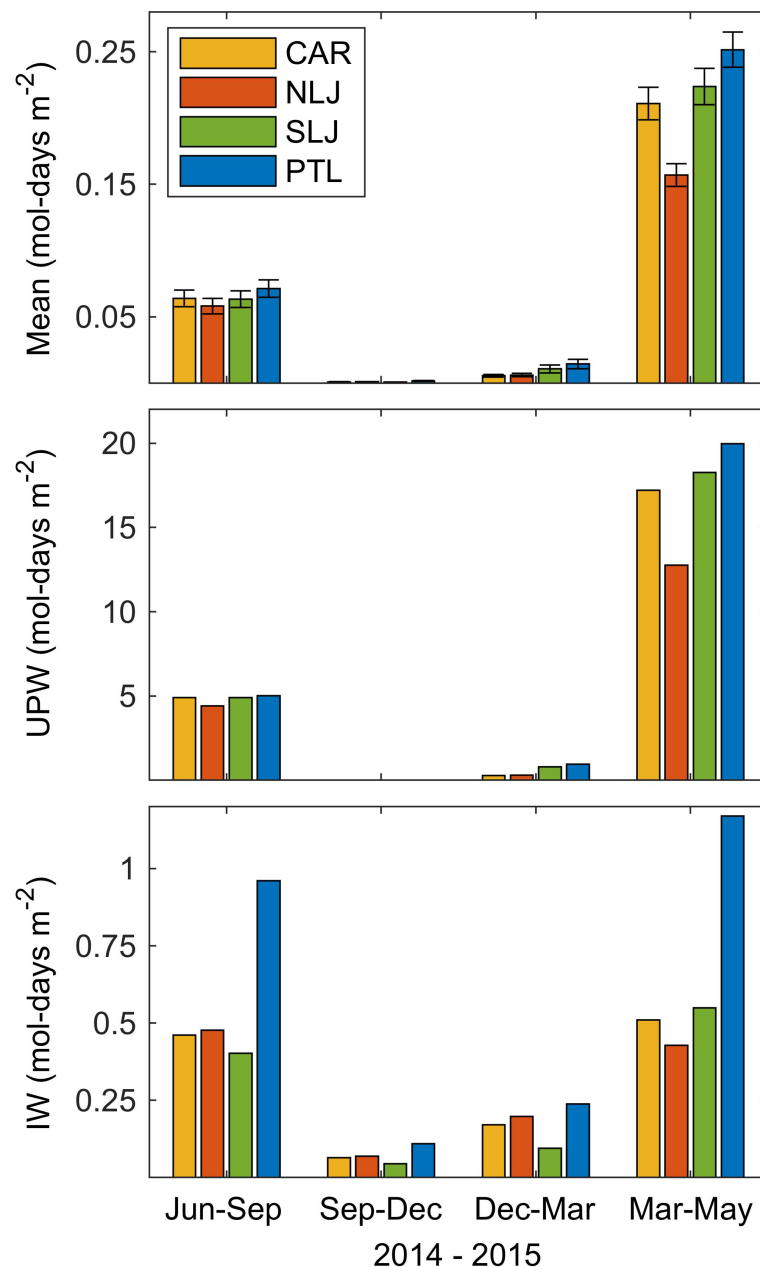 0.25
0.15
0.05
Mean (mol-days m-2)
CAR
NLJ
SLJ
PTL
20
15
10
5
UPW (mol-days m-2)
1
0.75
0.5
0.25
IW (mol-days m-2)
Jun-Sep Sep-Dec Dec-Mar Mar-May
2014 - 2015